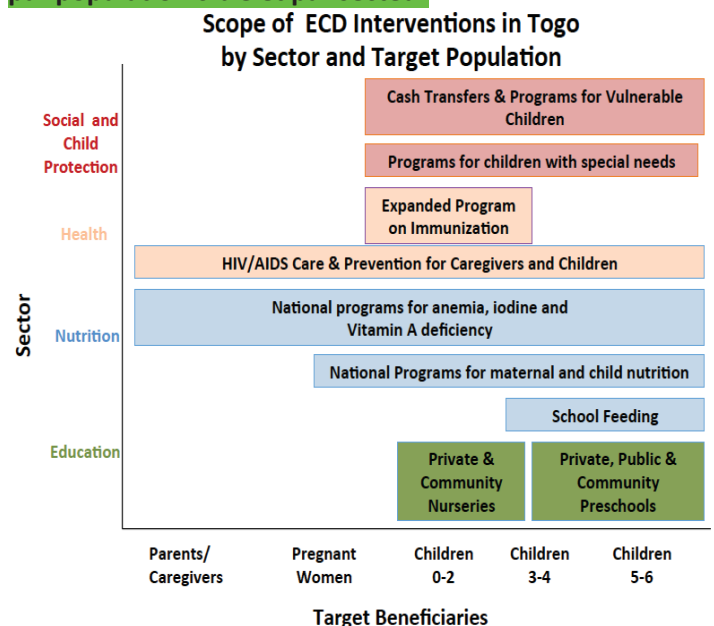 Scope of ECD Interventions in Togo
by Sector and Target Population
Social and
Child
Protection
Cash Transfers & Programs for Vulnerable
Children
Programs for children with special needs
Health
Expanded Program
on Immunization
HIV/AIDS Care & Prevention for Caregivers and Children
Sector
Nutrition
National programs for anemia, iodine and
Vitamin A deficiency
National Programs for maternal and child nutrition
School Feeding
Education
Private &
Community
Nurseries
Private, Public &
Community
Preschools
Parents/
Caregivers
Pregnant
Women
Children
0-2
Children
3-4
Children
5-6
Target Beneficiaries